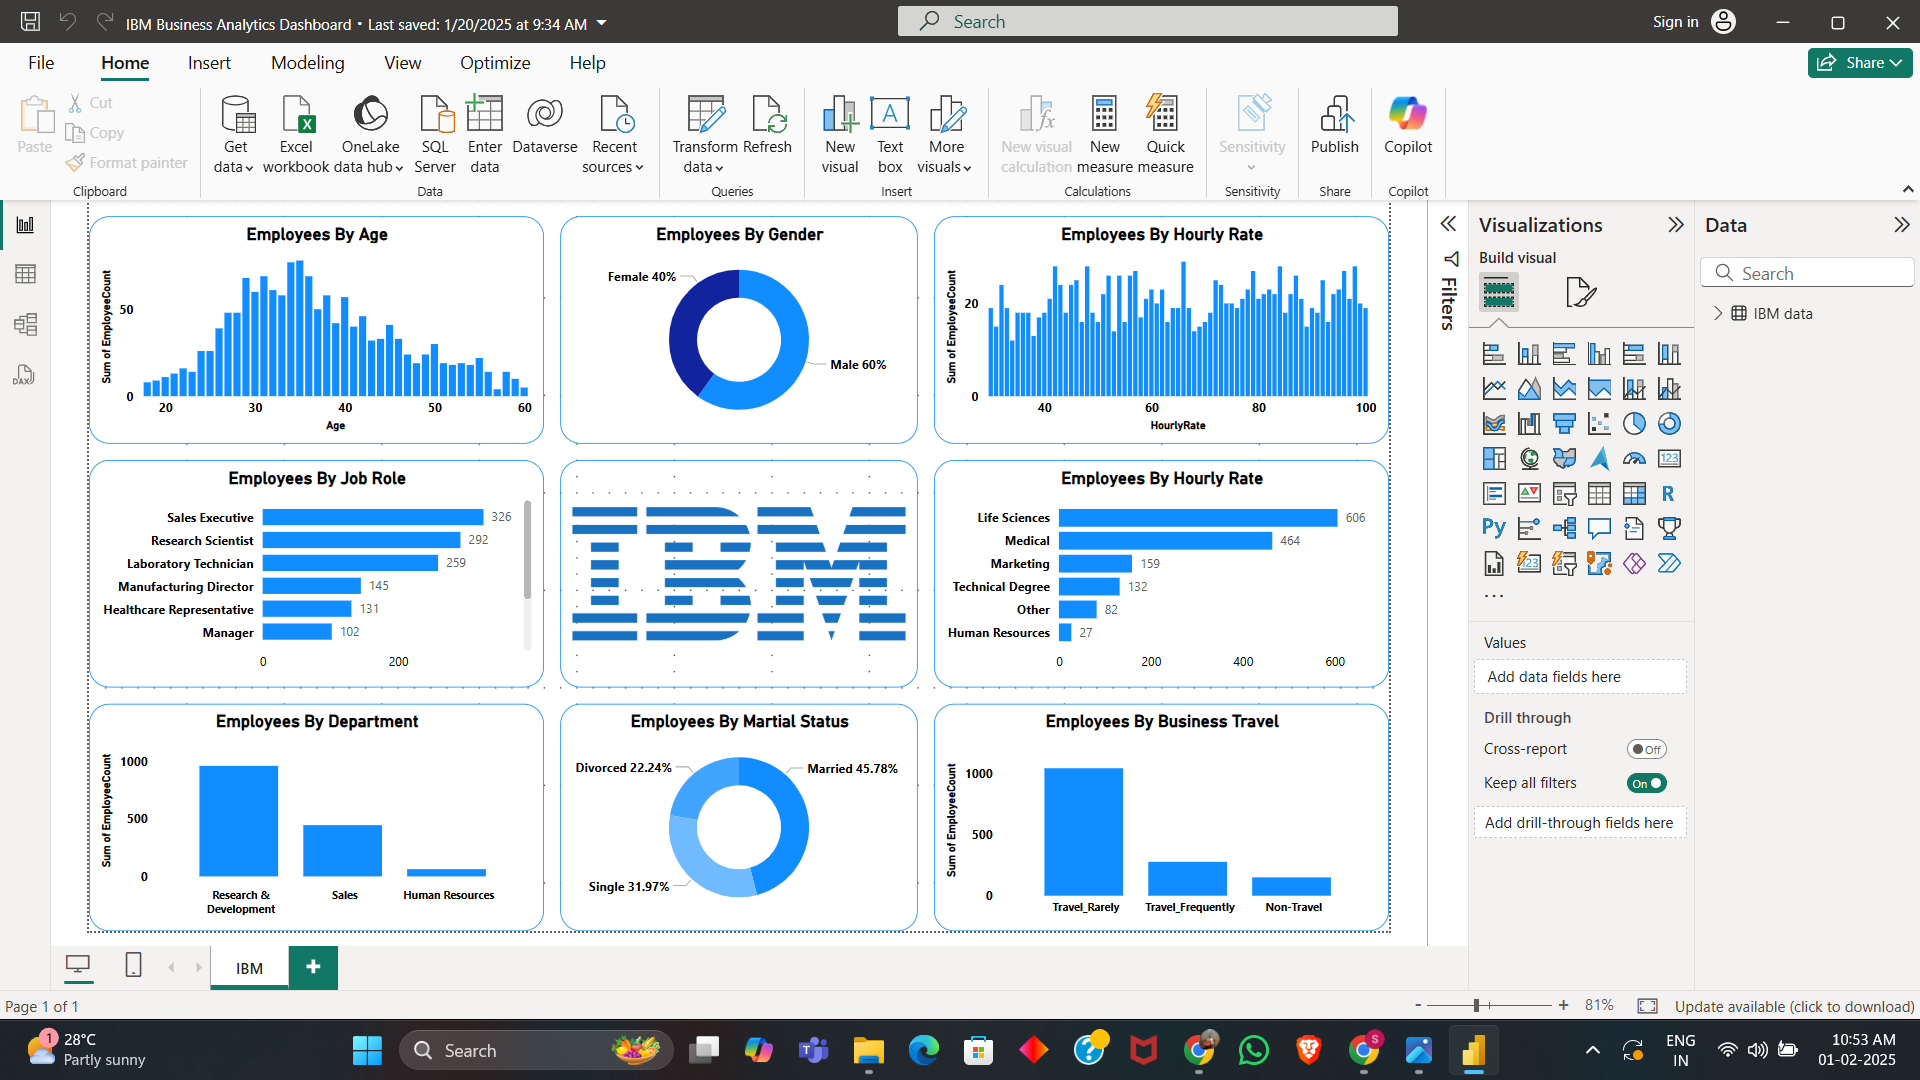 IBM Business Analytics Dashboard • Last saved: 1/20/2025 at 9:34 AM
Search
Sign in
File
Home
Insert
Modeling
View
Optimize
Help
Share
Paste
Cut
Copy
Format painter
Clipboard
Get data
Excel workbook
OneLake data hub
SQL Server
Enter data
Dataverse
Recent sources
Data
Transform data
Refresh
Queries
New visual
Text box
More visuals
Insert
New visual calculation
New measure
Quick measure
Calculations
Sensitivity
Sensitivity
Publish
Share
Copilot
Copilot
Employees By Age
Sum of EmployeeCount
50
0
20 30 40 50 60
Age
Employees By Gender
Female 40%
Male 60%
Employees By Hourly Rate
Sum of EmployeeCount
20
0
40 60 80 100
HourlyRate
Employees By Job Role
Sales Executive 326
Research Scientist 292
Laboratory Technician 259
Manufacturing Director 145
Healthcare Representative 131
Manager 102
0 200
IBM
Employees By Hourly Rate
Life Sciences 606
Medical 464
Marketing 159
Technical Degree 132
Other 82
Human Resources 27
0 200 400 600
Employees By Department
Sum of EmployeeCount
1000
500
0
Research & Development
Sales
Human Resources
Employees By Martial Status
Divorced 22.24%
Married 45.78%
Single 31.97%
Employees By Business Travel
Sum of EmployeeCount
1000
500
0
Travel_Rarely
Travel_Frequently
Non-Travel
Filters
Visualizations
Build visual
123
R
Py
123
...
Values
Add data fields here
Drill through
Cross-report
Off
Keep all filters
On
Add drill-through fields here
Data
Search
IBM data
DAX
IBM
+
Page 1 of 1
- + 81%
Update available (click to download)
1
28°C
Partly sunny
Search
ENG
IN
10:53 AM
01-02-2025